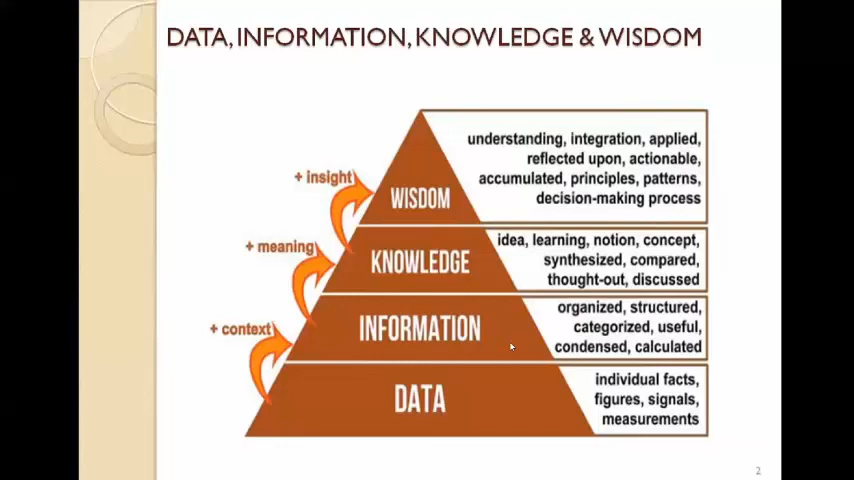 DATA, INFORMATION, KNOWLEDGE & WISDOM
understanding, integration, applied,
reflected upon, actionable,
accumulated, principles, patterns,
decision-making process
+ insight
WISDOM
idea, learning, notion, concept,
synthesized, compared,
thought-out, discussed
+ meaning
KNOWLEDGE
organized, structured,
categorized, useful,
condensed, calculated
+ context
INFORMATION
individual facts,
figures, signals,
measurements
DATA
2